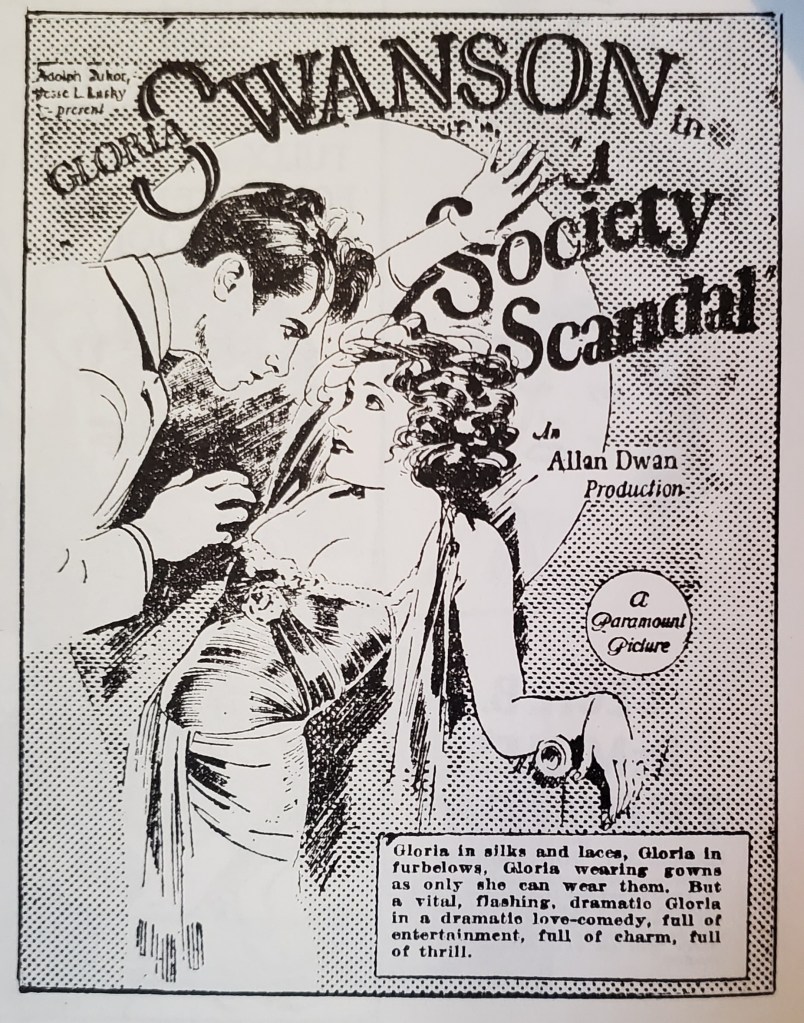 Adolph Zukor,
Jesse L. Lasky
present
GLORIA SWANSON in
"A
Society
Scandal"
An
Allan Dwan
Production
a
Paramount
Picture
Gloria in silks and laces, Gloria in
furbelows, Gloria wearing gowns
as only she can wear them. But
a vital, flashing, dramatic Gloria
in a dramatic love-comedy, full of
entertainment, full of charm, full
of thrill.